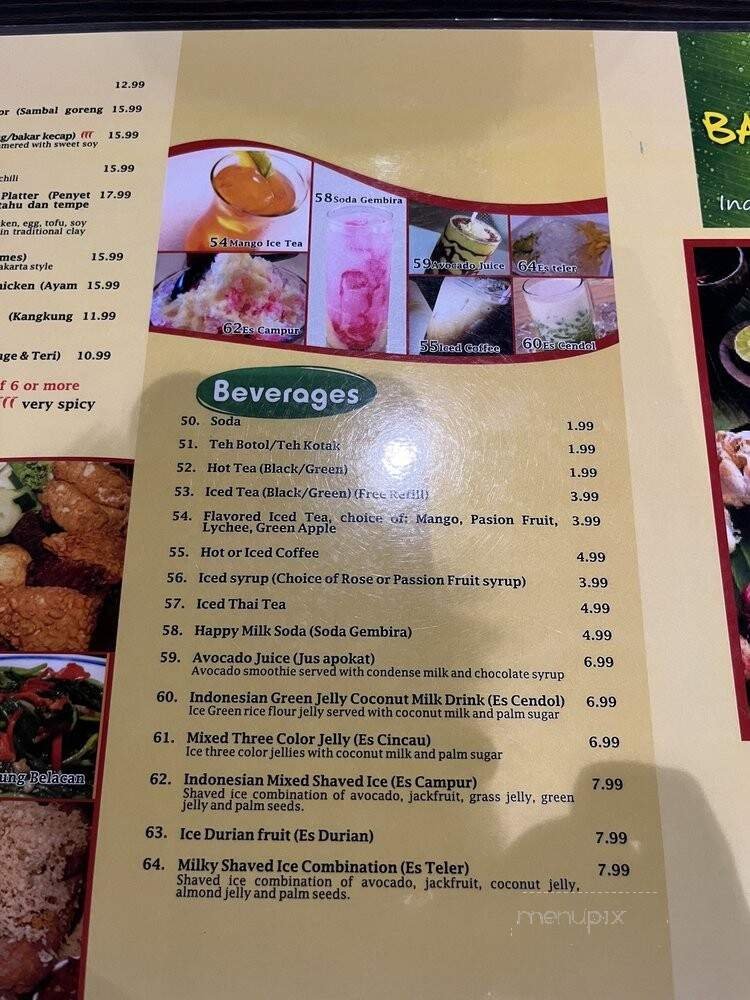 12.99
or (Sambal goreng 15.99
g/bakar kecap) 15.99
mered with sweet soy
15.99
chili
Platter (Penyet 17.99
tahu dan tempe
ken, egg, tofu, soy
in traditional clay
mes) 15.99
akarta style
hicken (Ayam 15.99
(Kangkung 11.99
age & Teri) 10.99
f 6 or more
very spicy
ung Belacan
54 Mango Ice Tea
58 Soda Gembira
59 Avocado Juice
64 Es teler
62 Es Campur
55 Iced Coffee
60 Es Cendol
Beverages
50. Soda 1.99
51. Teh Botol/Teh Kotak 1.99
52. Hot Tea (Black/Green) 1.99
53. Iced Tea (Black/Green) (Free Refill) 3.99
54. Flavored Iced Tea, choice of: Mango, Pasion Fruit, 3.99
Lychee, Green Apple
55. Hot or Iced Coffee 4.99
56. Iced syrup (Choice of Rose or Passion Fruit syrup) 3.99
57. Iced Thai Tea 4.99
58. Happy Milk Soda (Soda Gembira) 4.99
59. Avocado Juice (Jus apokat) 6.99
Avocado smoothie served with condense milk and chocolate syrup
60. Indonesian Green Jelly Coconut Milk Drink (Es Cendol) 6.99
Ice Green rice flour jelly served with coconut milk and palm sugar
61. Mixed Three Color Jelly (Es Cincau) 6.99
Ice three color jellies with coconut milk and palm sugar
62. Indonesian Mixed Shaved Ice (Es Campur) 7.99
Shaved ice combination of avocado, jackfruit, grass jelly, green
jelly and palm seeds.
63. Ice Durian fruit (Es Durian) 7.99
64. Milky Shaved Ice Combination (Es Teler) 7.99
Shaved ice combination of avocado, jackfruit, coconut jelly,
almond jelly and palm seeds.
BA
Ind
menupix